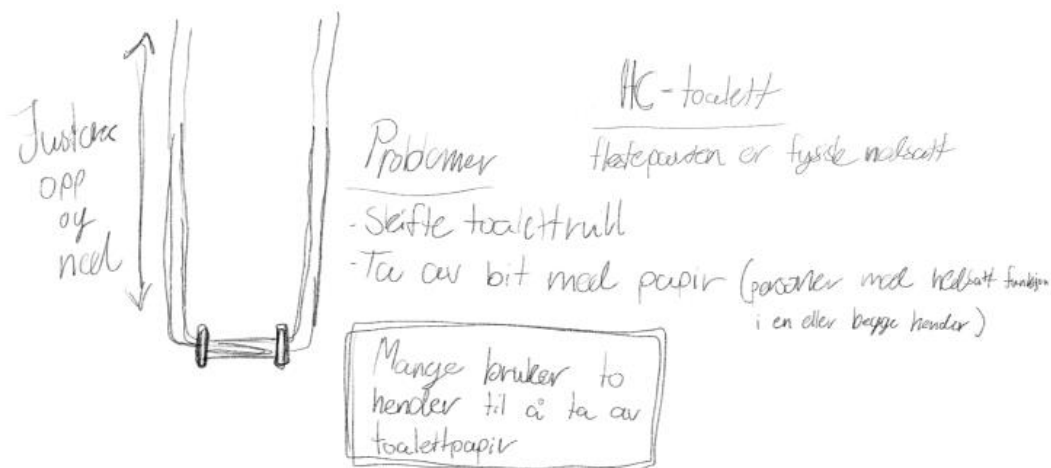 Justere
opp
og
ned
HC-toalett
flesteparten er fysisk nedsatt
Problemer
- Skifte toalettrull
- Ta av bit med papir (personer med nedsatt funksjon
i en eller begge hender)
Mange bruker to
hender til å ta av
toalettpapir